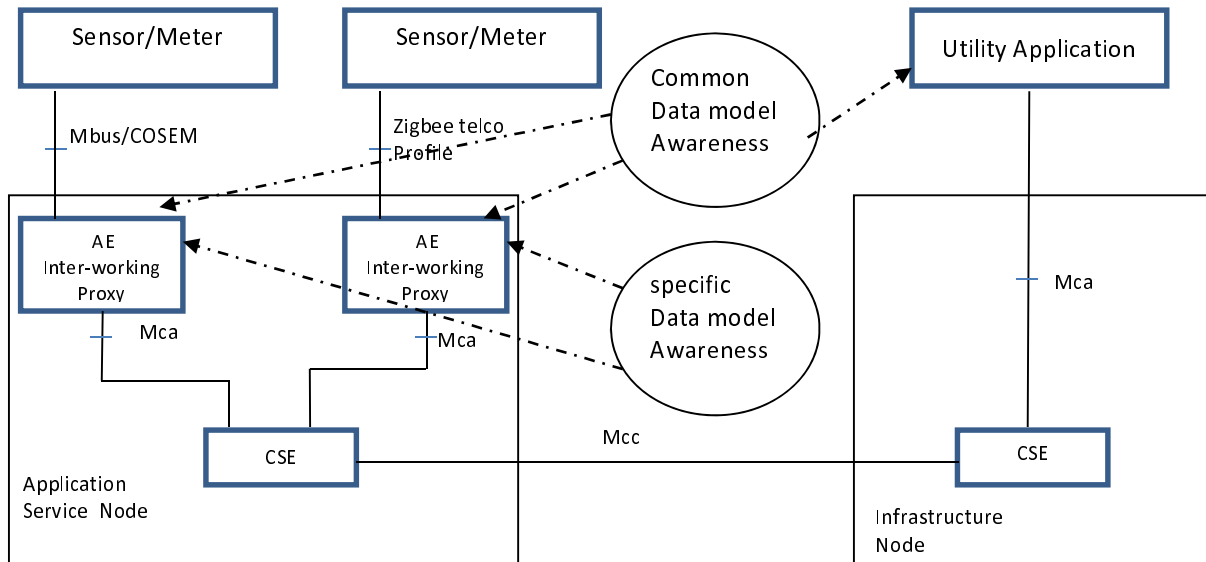 Sensor/Meter
Sensor/Meter
Utility Application
Common
Data model
Awareness
Mbus/COSEM
Zigbee telco
Profile
AE
Inter-working
Proxy
AE
Inter-working
Proxy
specific
Data model
Awareness
Mca
Mca
Mca
Mcc
CSE
CSE
Application
Service Node
Infrastructure
Node